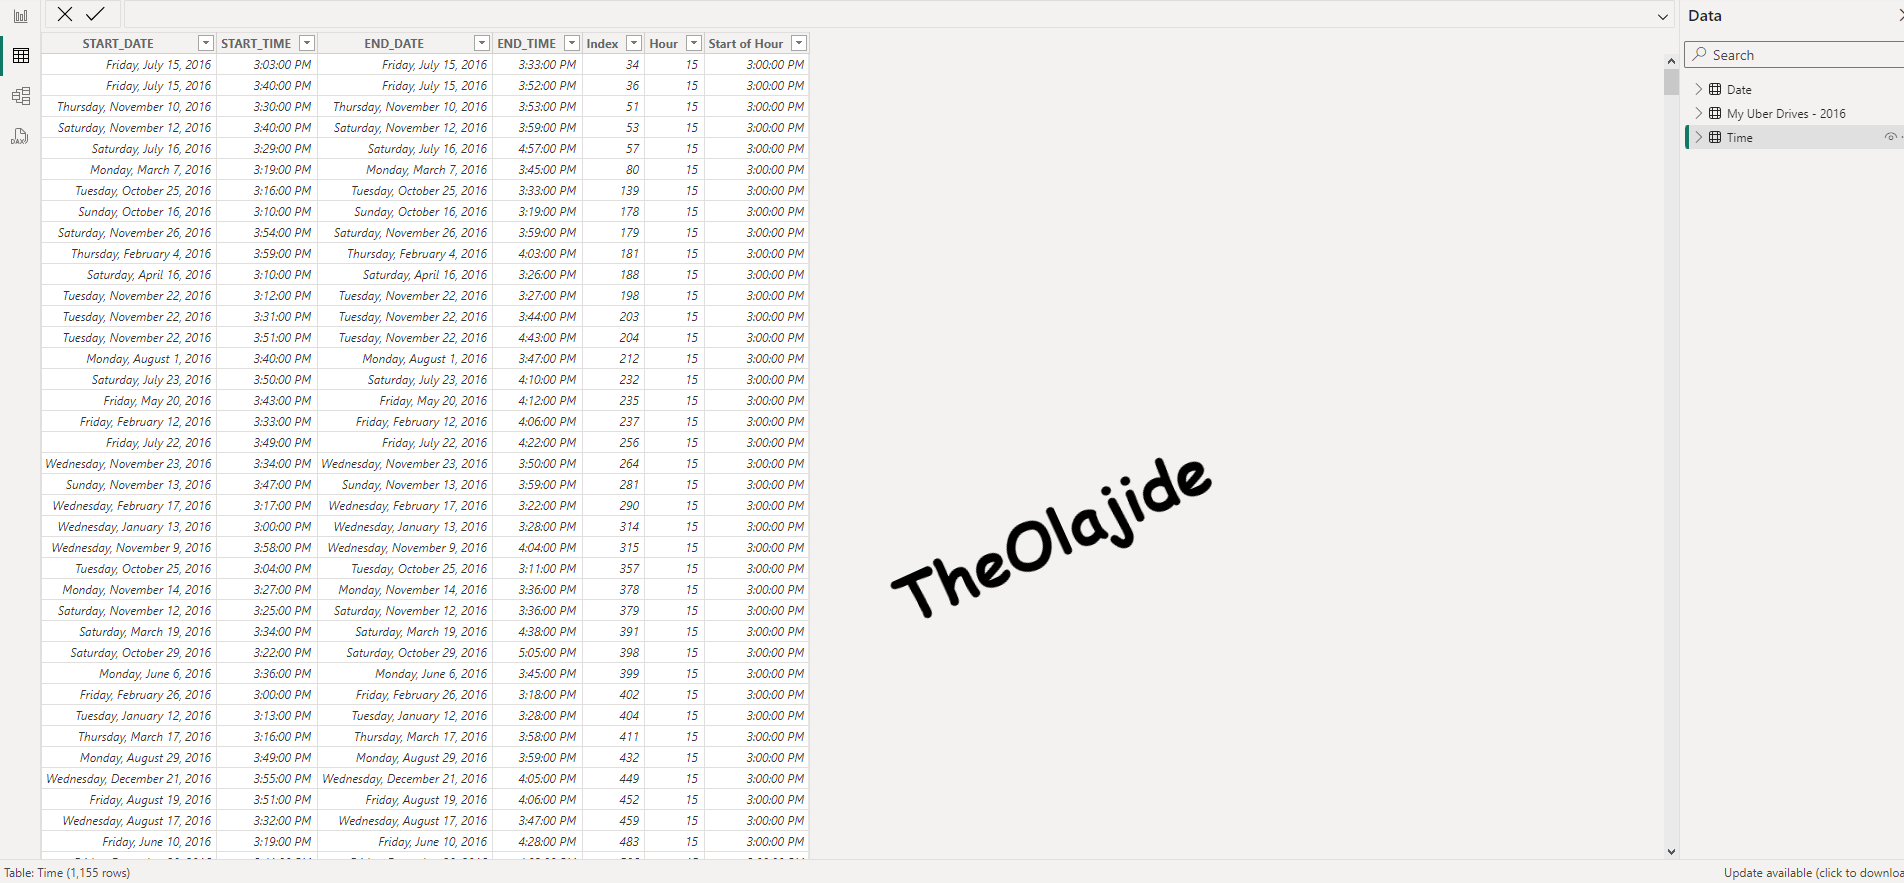 Data
START_DATE START_TIME END_DATE END_TIME Index Hour Start of Hour
Friday, July 15, 2016 3:03:00 PM Friday, July 15, 2016 3:33:00 PM 34 15 3:00:00 PM
Friday, July 15, 2016 3:40:00 PM Friday, July 15, 2016 3:52:00 PM 36 15 3:00:00 PM
Thursday, November 10, 2016 3:30:00 PM Thursday, November 10, 2016 3:53:00 PM 51 15 3:00:00 PM
Saturday, November 12, 2016 3:40:00 PM Saturday, November 12, 2016 3:59:00 PM 53 15 3:00:00 PM
Saturday, July 16, 2016 3:29:00 PM Saturday, July 16, 2016 4:57:00 PM 57 15 3:00:00 PM
Monday, March 7, 2016 3:19:00 PM Monday, March 7, 2016 3:45:00 PM 80 15 3:00:00 PM
Tuesday, October 25, 2016 3:16:00 PM Tuesday, October 25, 2016 3:33:00 PM 139 15 3:00:00 PM
Sunday, October 16, 2016 3:10:00 PM Sunday, October 16, 2016 3:19:00 PM 178 15 3:00:00 PM
Saturday, November 26, 2016 3:54:00 PM Saturday, November 26, 2016 3:59:00 PM 179 15 3:00:00 PM
Thursday, February 4, 2016 3:59:00 PM Thursday, February 4, 2016 4:03:00 PM 181 15 3:00:00 PM
Saturday, April 16, 2016 3:10:00 PM Saturday, April 16, 2016 3:26:00 PM 188 15 3:00:00 PM
Tuesday, November 22, 2016 3:12:00 PM Tuesday, November 22, 2016 3:27:00 PM 198 15 3:00:00 PM
Tuesday, November 22, 2016 3:31:00 PM Tuesday, November 22, 2016 3:44:00 PM 203 15 3:00:00 PM
Tuesday, November 22, 2016 3:51:00 PM Tuesday, November 22, 2016 4:43:00 PM 204 15 3:00:00 PM
Monday, August 1, 2016 3:40:00 PM Monday, August 1, 2016 3:47:00 PM 212 15 3:00:00 PM
Saturday, July 23, 2016 3:50:00 PM Saturday, July 23, 2016 4:10:00 PM 232 15 3:00:00 PM
Friday, May 20, 2016 3:43:00 PM Friday, May 20, 2016 4:12:00 PM 235 15 3:00:00 PM
Friday, February 12, 2016 3:33:00 PM Friday, February 12, 2016 4:06:00 PM 237 15 3:00:00 PM
Friday, July 22, 2016 3:49:00 PM Friday, July 22, 2016 4:22:00 PM 256 15 3:00:00 PM
Wednesday, November 23, 2016 3:34:00 PM Wednesday, November 23, 2016 3:50:00 PM 264 15 3:00:00 PM
Sunday, November 13, 2016 3:47:00 PM Sunday, November 13, 2016 3:59:00 PM 281 15 3:00:00 PM
Wednesday, February 17, 2016 3:17:00 PM Wednesday, February 17, 2016 3:22:00 PM 290 15 3:00:00 PM
Wednesday, January 13, 2016 3:00:00 PM Wednesday, January 13, 2016 3:28:00 PM 314 15 3:00:00 PM
Wednesday, November 9, 2016 3:58:00 PM Wednesday, November 9, 2016 4:04:00 PM 315 15 3:00:00 PM
Tuesday, October 25, 2016 3:04:00 PM Tuesday, October 25, 2016 3:11:00 PM 357 15 3:00:00 PM
Monday, November 14, 2016 3:27:00 PM Monday, November 14, 2016 3:36:00 PM 378 15 3:00:00 PM
Saturday, November 12, 2016 3:25:00 PM Saturday, November 12, 2016 3:36:00 PM 379 15 3:00:00 PM
Saturday, March 19, 2016 3:34:00 PM Saturday, March 19, 2016 4:38:00 PM 391 15 3:00:00 PM
Saturday, October 29, 2016 3:22:00 PM Saturday, October 29, 2016 5:05:00 PM 398 15 3:00:00 PM
Monday, June 6, 2016 3:36:00 PM Monday, June 6, 2016 3:45:00 PM 399 15 3:00:00 PM
Friday, February 26, 2016 3:00:00 PM Friday, February 26, 2016 3:18:00 PM 402 15 3:00:00 PM
Tuesday, January 12, 2016 3:13:00 PM Tuesday, January 12, 2016 3:28:00 PM 404 15 3:00:00 PM
Thursday, March 17, 2016 3:16:00 PM Thursday, March 17, 2016 3:58:00 PM 411 15 3:00:00 PM
Monday, August 29, 2016 3:49:00 PM Monday, August 29, 2016 3:59:00 PM 432 15 3:00:00 PM
Wednesday, December 21, 2016 3:55:00 PM Wednesday, December 21, 2016 4:05:00 PM 449 15 3:00:00 PM
Friday, August 19, 2016 3:51:00 PM Friday, August 19, 2016 4:06:00 PM 452 15 3:00:00 PM
Wednesday, August 17, 2016 3:32:00 PM Wednesday, August 17, 2016 3:47:00 PM 459 15 3:00:00 PM
Friday, June 10, 2016 3:19:00 PM Friday, June 10, 2016 4:28:00 PM 483 15 3:00:00 PM
TheOlajide
Search
Date
My Uber Drives - 2016
Time
DAX
Table: Time (1,155 rows)
Update available (click to downloa